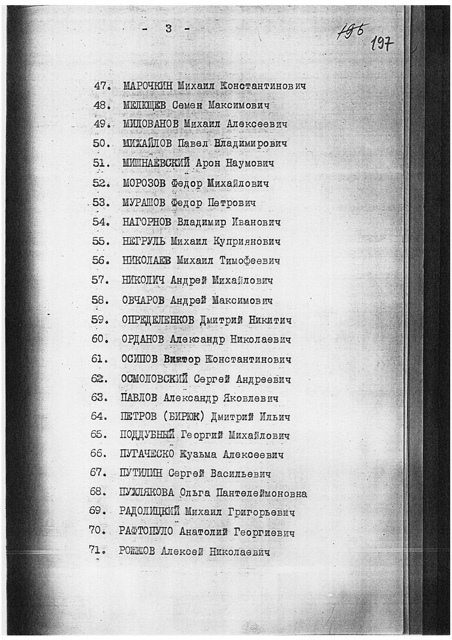 - 3 -
195
197
47. МАРОЧКИН Михаил Константинович
48. МЕЛЕЩЕВ Семен Максимович
49. МИЛОВАНОВ Михаил Алексеевич
50. МИХАЙЛОВ Павел Владимирович
51. МИШНАЕВСКИЙ Арон Наумович
52. МОРОЗОВ Федор Михайлович
53. МУРАШОВ Федор Петрович
54. НАГОРНОВ Владимир Иванович
55. НЕГРУЛЬ Михаил Куприянович
56. НИКОЛАЕВ Михаил Тимофеевич
57. НИКОЛИЧ Андрей Михайлович
58. ОВЧАРОВ Андрей Максимович
59. ОПРЕДЕЛЕНКОВ Дмитрий Никитич
60. ОРДАНОВ Александр Николаевич
61. ОСИПОВ Виктор Константинович
62. ОСМОЛОВСКИЙ Сергей Андреевич
63. ПАВЛОВ Александр Яковлевич
64. ПЕТРОВ (БИРЮК) Дмитрий Ильич
65. ПОДДУБНЫЙ Георгий Михайлович
66. ПУГАЧЕСКО Кузьма Алексеевич
67. ПУТИЛИН Сергей Васильевич
68. ПУХЛЯКОВА Ольга Пантелеймоновна
69. РАДОЛИЦКИЙ Михаил Григорьевич
70. РАФТОПУЛО Анатолий Георгиевич
71. РОЖКОВ Алексей Николаевич